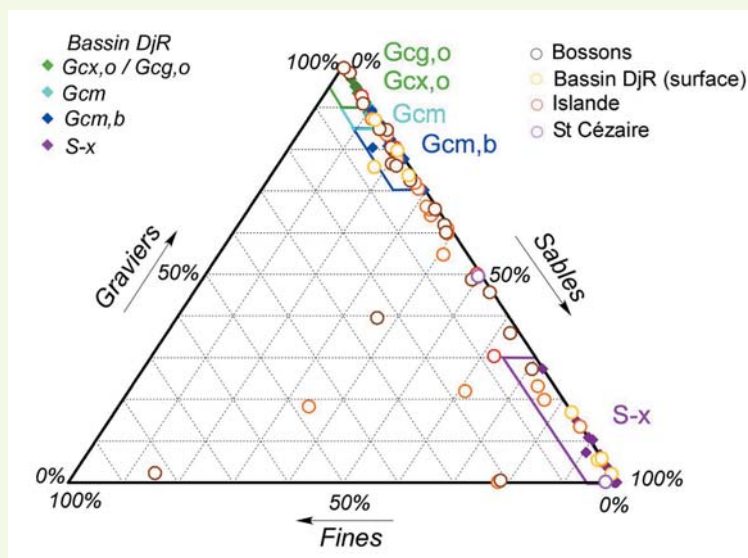 Bassin DjR
Gcx,o / Gcg,o
Gcm
Gcm,b
S-x
100%
0%
Gcg,o
Gcx,o
Gcm
Gcm,b
Bossons
Bassin DjR (surface)
Islande
St Cézaire
Graviers
50%
Sables
50%
S-x
0%
100%
100%
50%
0%
Fines